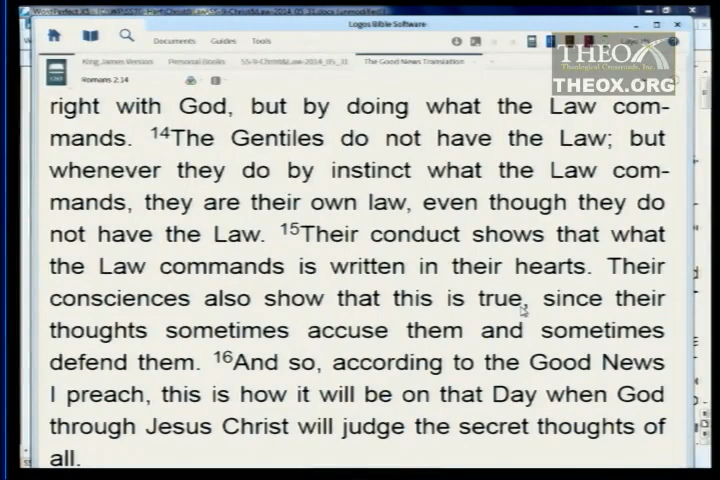 Logos Bible Software
Documents Guides Tools
THEOX
Theological Crossroads, Inc.
THEOX.ORG
King James Version Personal Books SS-9-Christ&Law-2014_05_31 The Good News Translation
Romans 2:14
right with God, but by doing what the Law com-
mands. 14The Gentiles do not have the Law; but
whenever they do by instinct what the Law com-
mands, they are their own law, even though they do
not have the Law. 15Their conduct shows that what
the Law commands is written in their hearts. Their
consciences also show that this is true, since their
thoughts sometimes accuse them and sometimes
defend them. 16And so, according to the Good News
I preach, this is how it will be on that Day when God
through Jesus Christ will judge the secret thoughts of
all.